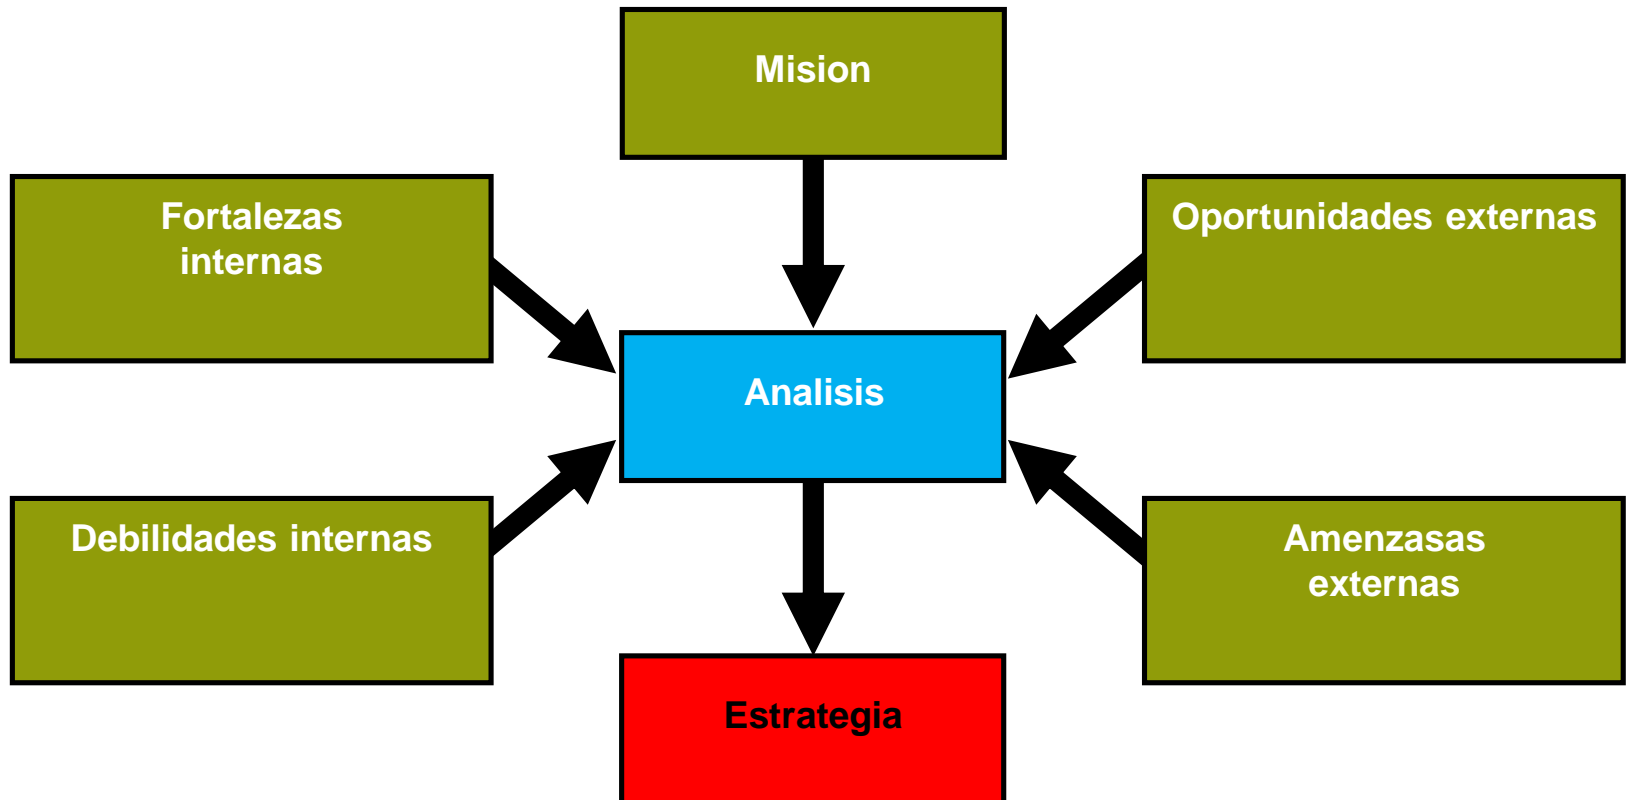 Mision
Fortalezas
internas
Oportunidades externas
Analisis
Debilidades internas
Amenzasas
externas
Estrategia